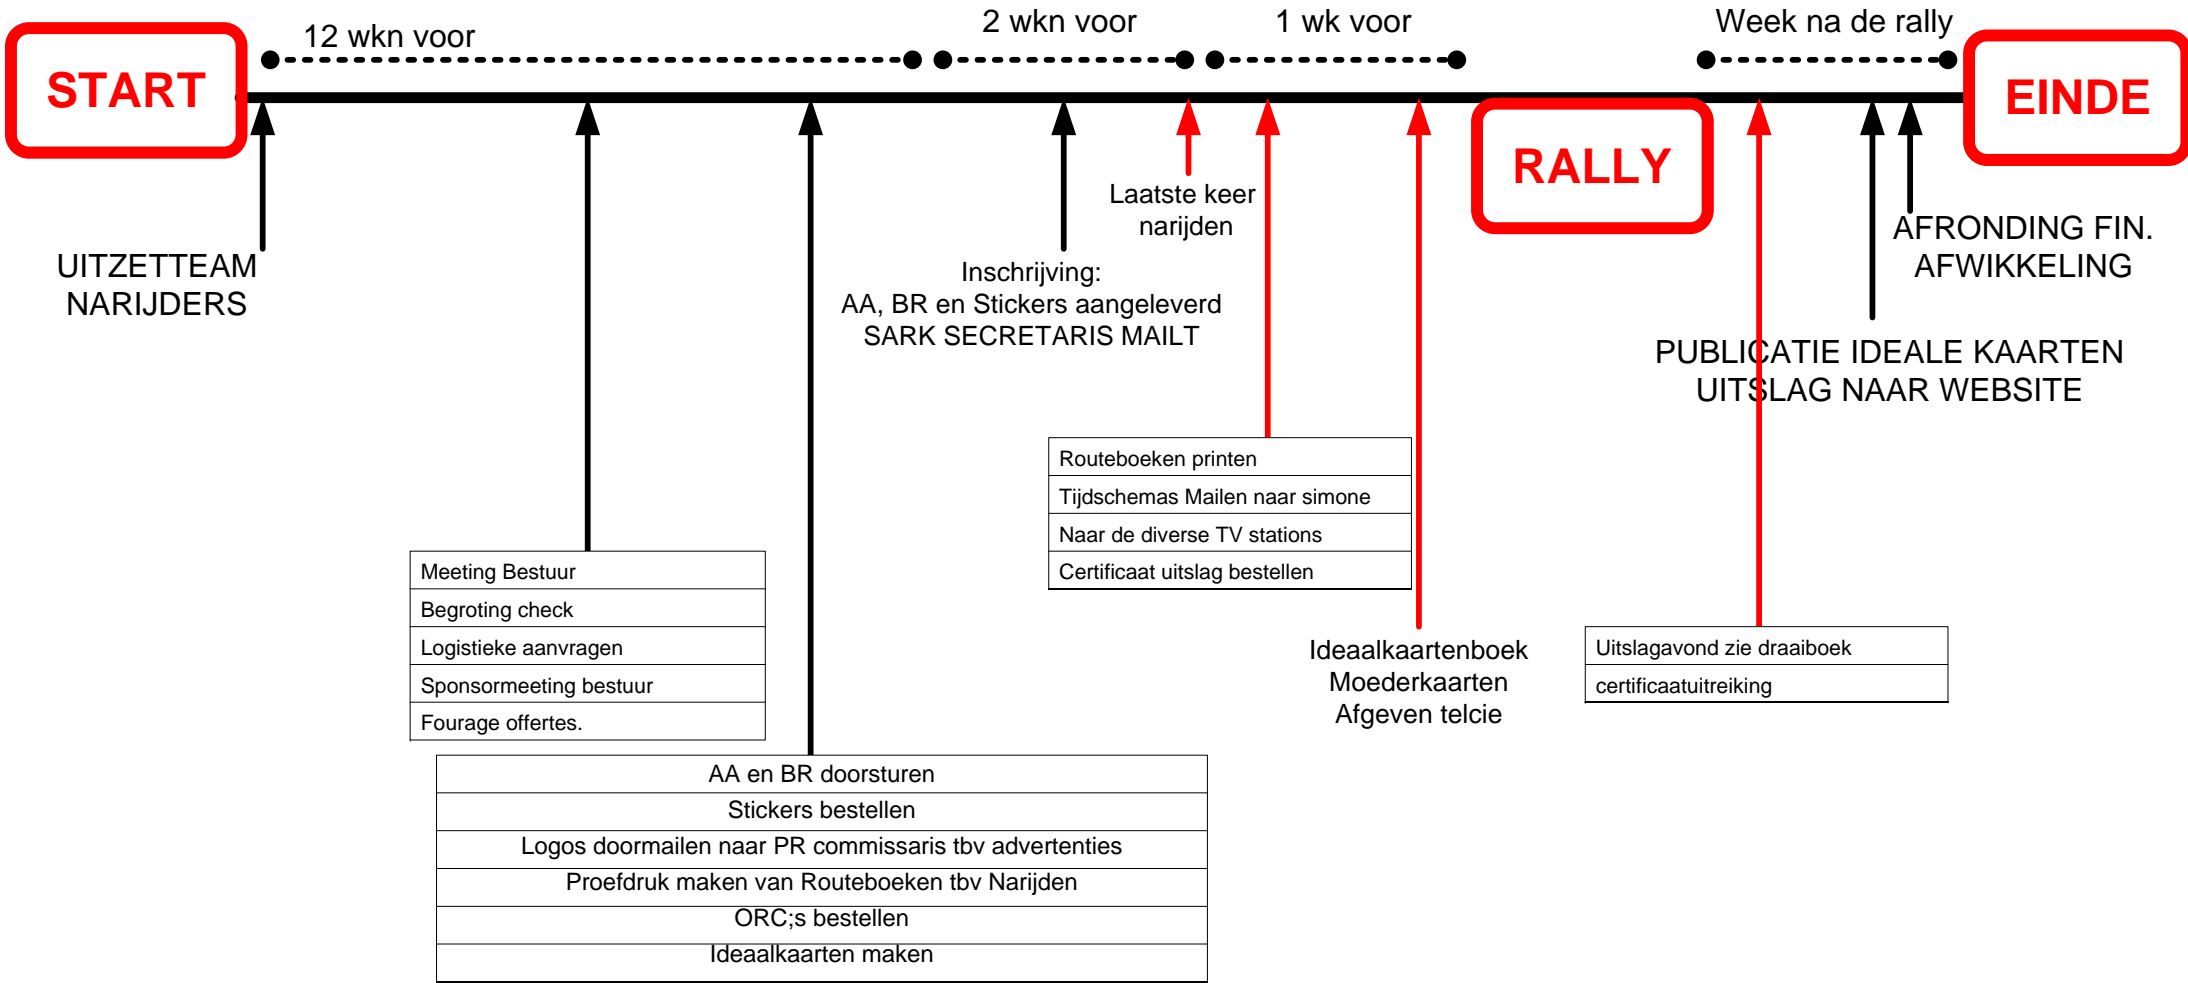 12 wkn voor
2 wkn voor
1 wk voor
Week na de rally
START
EINDE
RALLY
UITZETTEAM
NARIJDERS
Laatste keer
narijden
Inschrijving:
AA, BR en Stickers aangeleverd
SARK SECRETARIS MAILT
AFRONDING FIN.
AFWIKKELING
PUBLICATIE IDEALE KAARTEN
UITSLAG NAAR WEBSITE
Routeboeken printen
Tijdschemas Mailen naar simone
Naar de diverse TV stations
Certificaat uitslag bestellen
Meeting Bestuur
Begroting check
Logistieke aanvragen
Sponsormeeting bestuur
Fourage offertes.
Ideaalkaartenboek
Moederkaarten
Afgeven telcie
Uitslagavond zie draaiboek
certificaatuitreiking
AA en BR doorsturen
Stickers bestellen
Logos doormailen naar PR commissaris tbv advertenties
Proefdruk maken van Routeboeken tbv Narijden
ORC;s bestellen
Ideaalkaarten maken